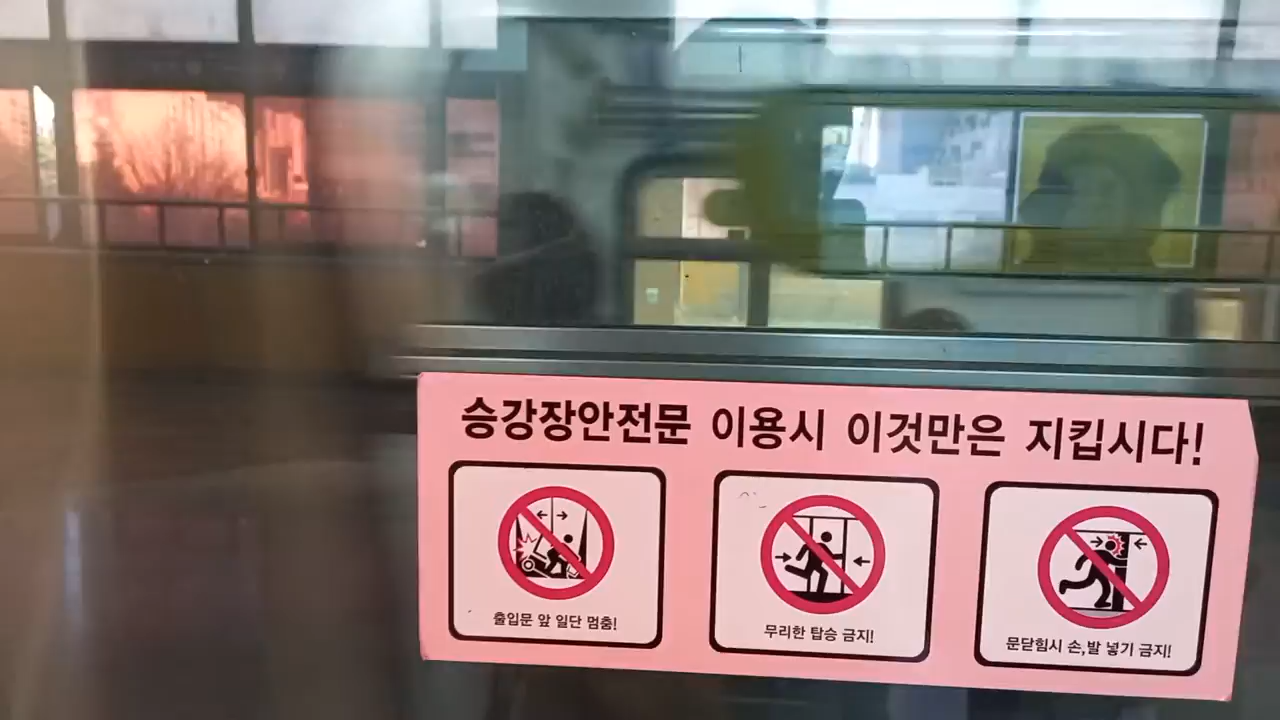 승강장안전문 이용시 이것만은 지킵시다!
출입문 앞 일단 멈춤!
무리한 탑승 금지!
문닫힘시 손,발 넣기 금지!